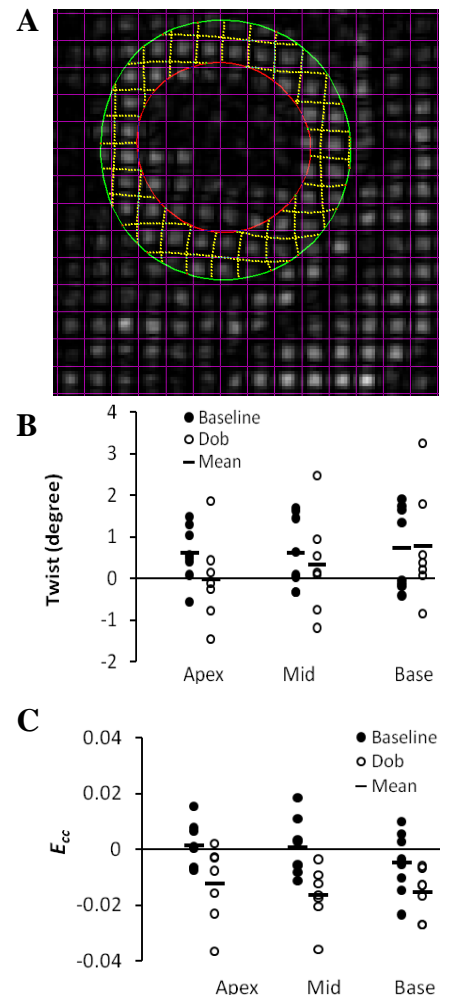 A
B
4
3
2
1
0
-1
-2
Twist (degree)
Baseline
Dob
Mean
Apex
Mid
Base
C
0.04
0.02
0
-0.02
-0.04
Ecc
Baseline
Dob
Mean
Apex
Mid
Base